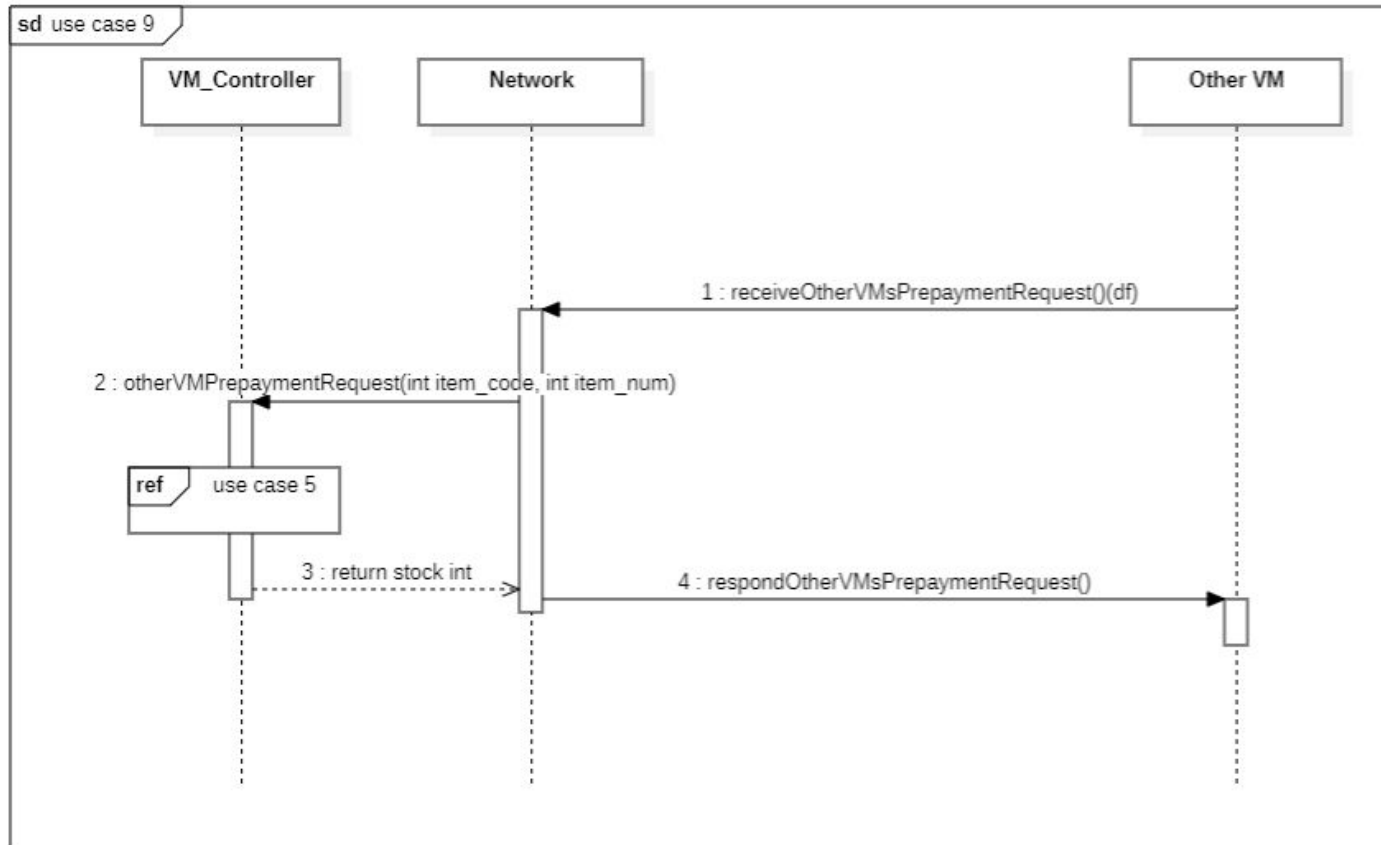 sd use case 9
VM_Controller
Network
Other VM
1 : receiveOtherVMsPrepaymentRequest()(df)
2 : otherVMPrepaymentRequest(int item_code, int item_num)
ref use case 5
3 : return stock int
4 : respondOtherVMsPrepaymentRequest()